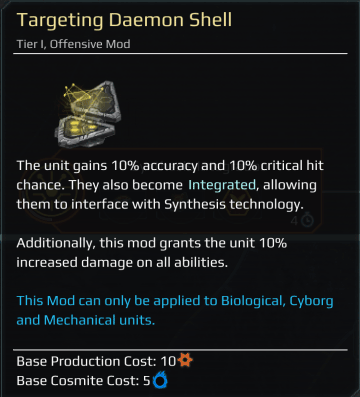 Targeting Daemon Shell
Tier I, Offensive Mod
The unit gains 10% accuracy and 10% critical hit
chance. They also become Integrated, allowing
them to interface with Synthesis technology.
4
Additionally, this mod grants the unit 10%
increased damage on all abilities.
This Mod can only be applied to Biological, Cyborg
and Mechanical units.
Base Production Cost: 10
Base Cosmite Cost: 5